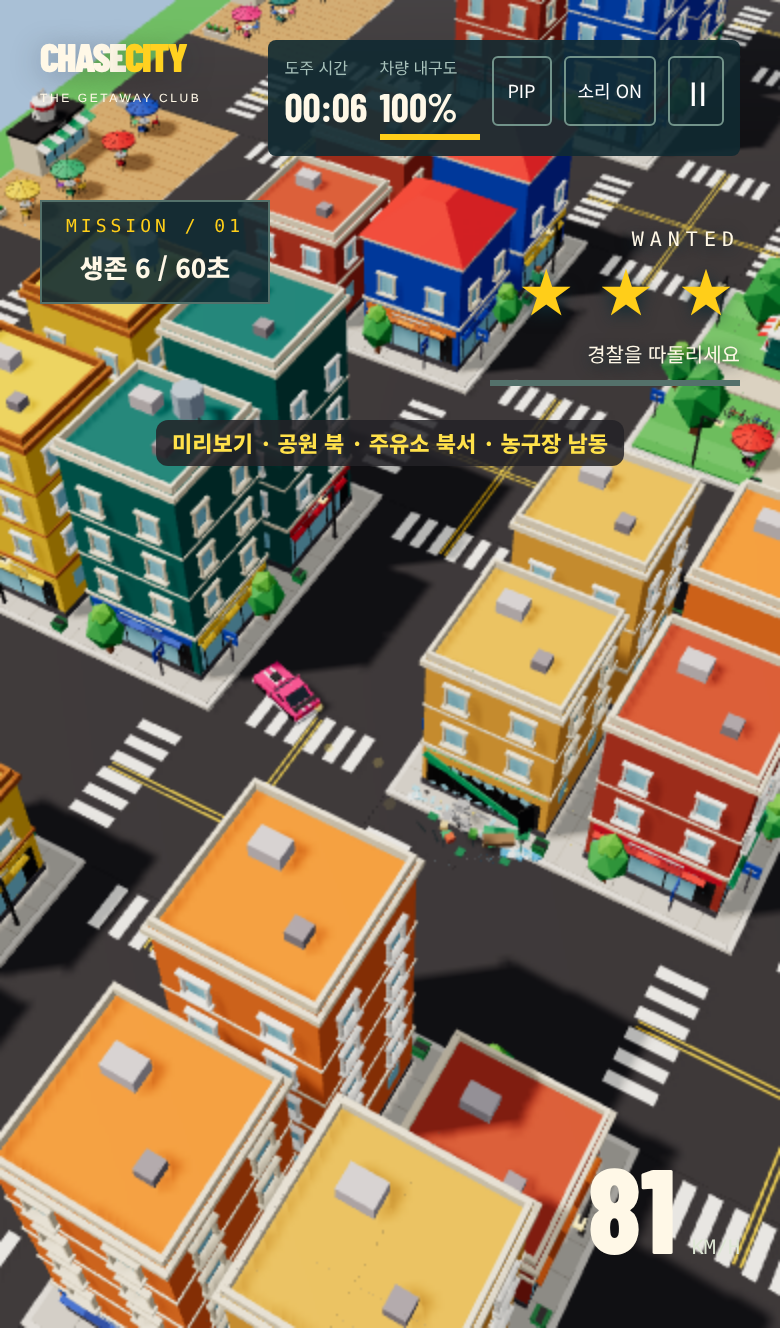 CHASECITY
THE GETAWAY CLUB
도주 시간
00:06
차량 내구도
100%
PIP
소리 ON
MISSION / 01
생존 6 / 60초
WANTED
경찰을 따돌리세요
미리보기 · 공원 북 · 주유소 북서 · 농구장 남동
81
KM/H